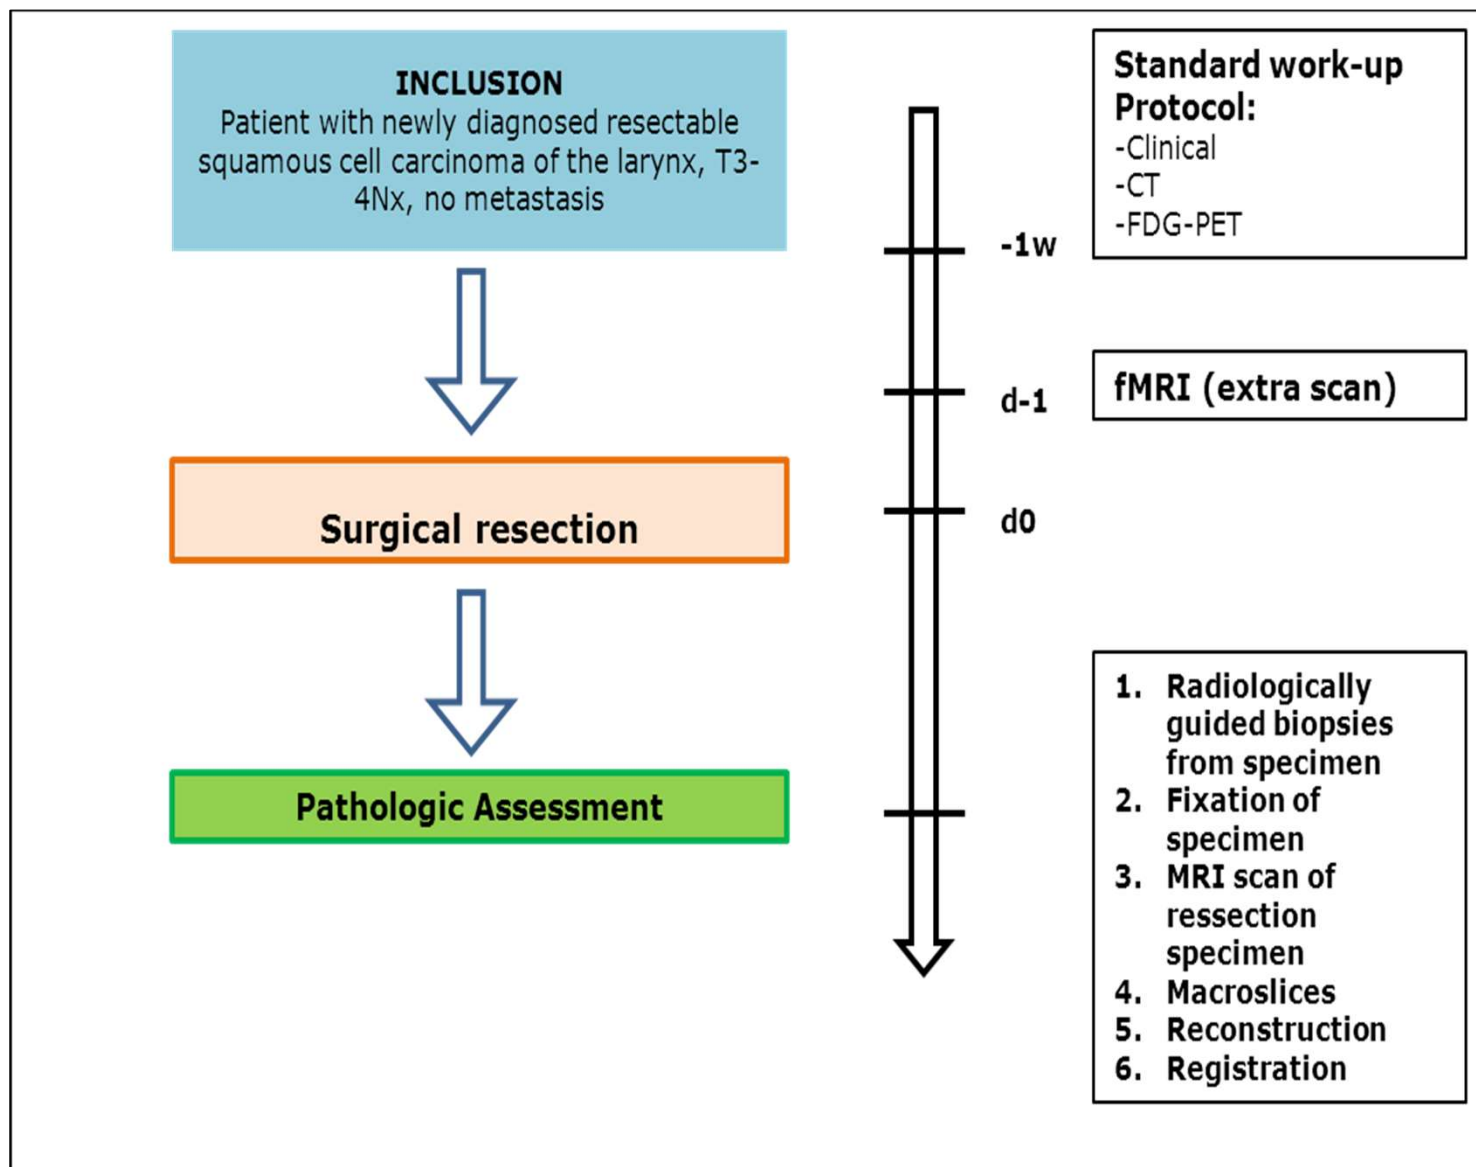 INCLUSION
Patient with newly diagnosed resectable
squamous cell carcinoma of the larynx, T3-
4Nx, no metastasis
Surgical resection
Pathologic Assessment
-1w
d-1
d0
Standard work-up
Protocol:
-Clinical
-CT
-FDG-PET
fMRI (extra scan)
1. Radiologically
guided biopsies
from specimen
2. Fixation of
specimen
3. MRI scan of
ressection
specimen
4. Macroslices
5. Reconstruction
6. Registration